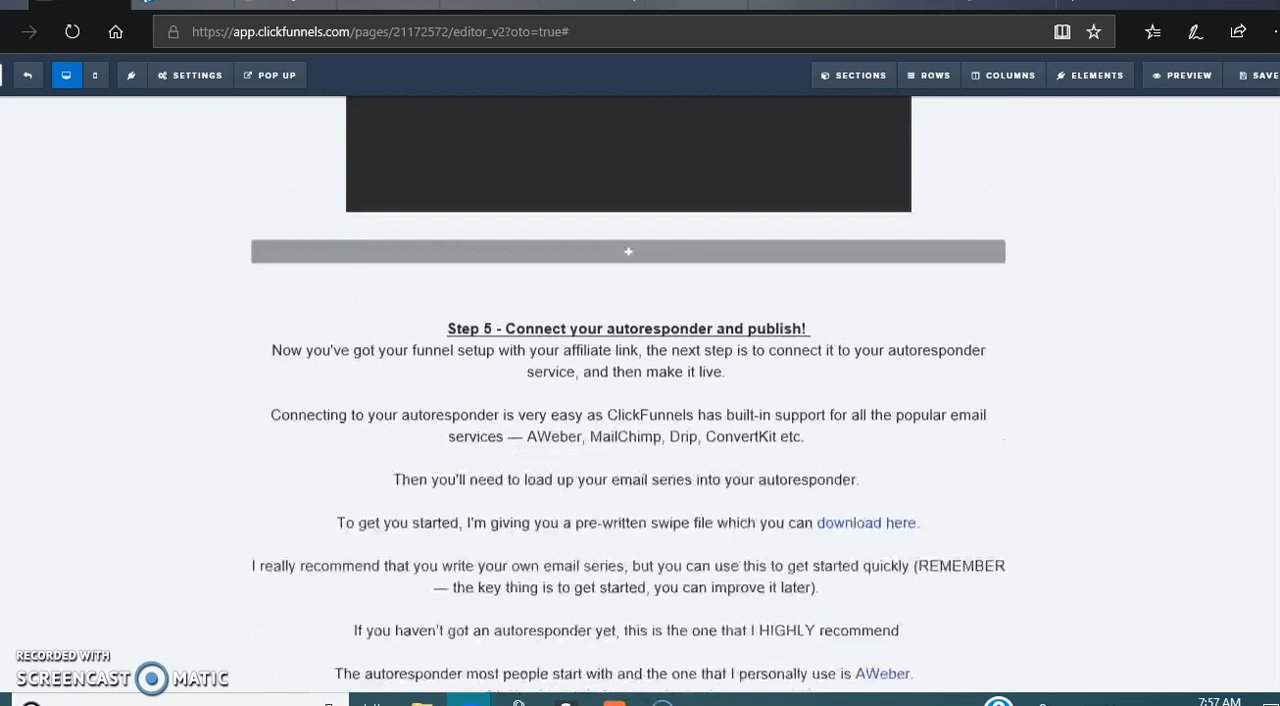 https://app.clickfunnels.com/pages/21172572/editor_v2?oto=true#
SETTINGS POP UP SECTIONS ROWS COLUMNS ELEMENTS PREVIEW SAVE
Step 5 - Connect your autoresponder and publish!
Now you've got your funnel setup with your affiliate link, the next step is to connect it to your autoresponder
service, and then make it live.
Connecting to your autoresponder is very easy as ClickFunnels has built-in support for all the popular email
services — AWeber, MailChimp, Drip, ConvertKit etc.
Then you'll need to load up your email series into your autoresponder.
To get you started, I'm giving you a pre-written swipe file which you can download here.
I really recommend that you write your own email series, but you can use this to get started quickly (REMEMBER
— the key thing is to get started, you can improve it later).
If you haven't got an autoresponder yet, this is the one that I HIGHLY recommend
The autoresponder most people start with and the one that I personally use is AWeber.
RECORDED WITH
SCREENCAST MATIC
7:57 AM